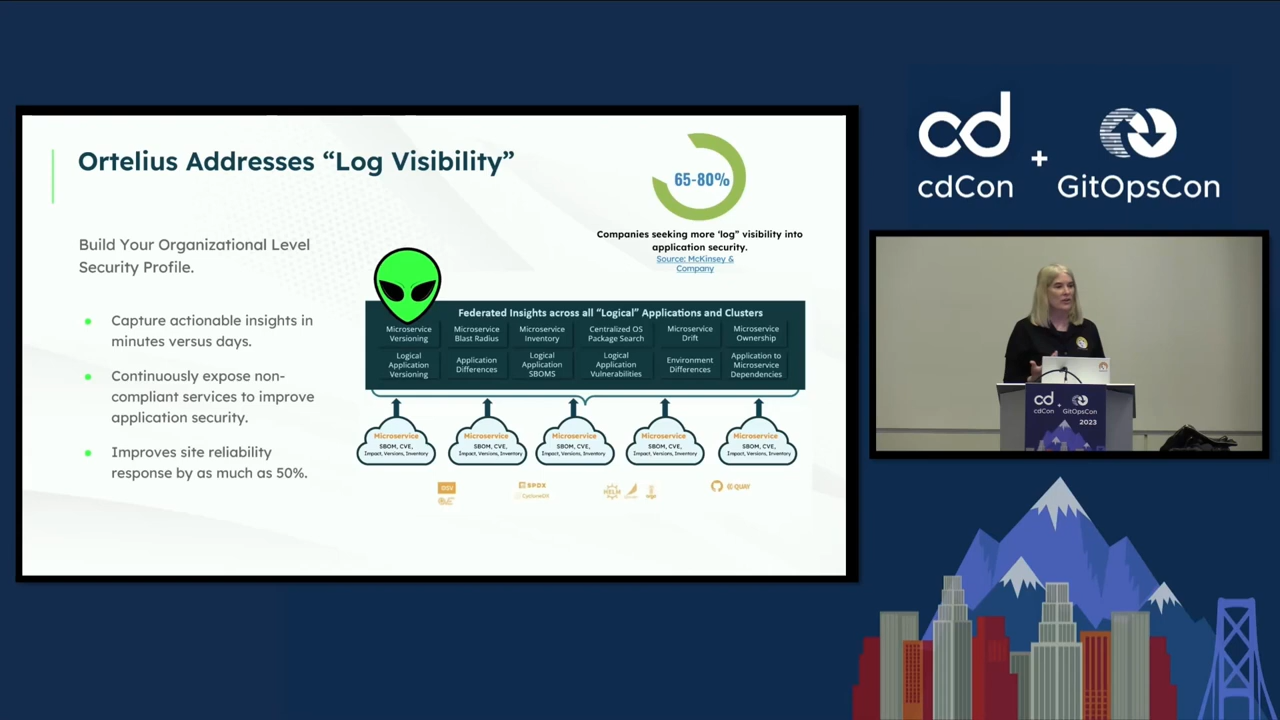 Ortelius Addresses “Log Visibility”
65-80%
Companies seeking more ‘log” visibility into
application security.
Source: McKinsey &
Company
Build Your Organizational Level
Security Profile.
Capture actionable insights in
minutes versus days.
Continuously expose non-
compliant services to improve
application security.
Improves site reliability
response by as much as 50%.
Federated Insights across all “Logical” Applications and Clusters
Microservice
Versioning
Microservice
Blast Radius
Microservice
Inventory
Centralized OS
Package Search
Microservice
Drift
Microservice
Ownership
Logical
Application
Versioning
Application
Differences
Logical
Application
SBOMS
Logical
Application
Vulnerabilities
Environment
Differences
Application to
Microservice
Dependencies
Microservice
SBOM, CVE,
Impact, Versions, Inventory
Microservice
SBOM, CVE,
Impact, Versions, Inventory
Microservice
SBOM, CVE,
Impact, Versions, Inventory
Microservice
SBOM, CVE,
Impact, Versions, Inventory
Microservice
SBOM, CVE,
Impact, Versions, Inventory
OSV
SPDX
CycloneDX
HELM
QUAY
cd
cdCon
+
GitOpsCon
cd
cdCon
+
GitOpsCon
2023